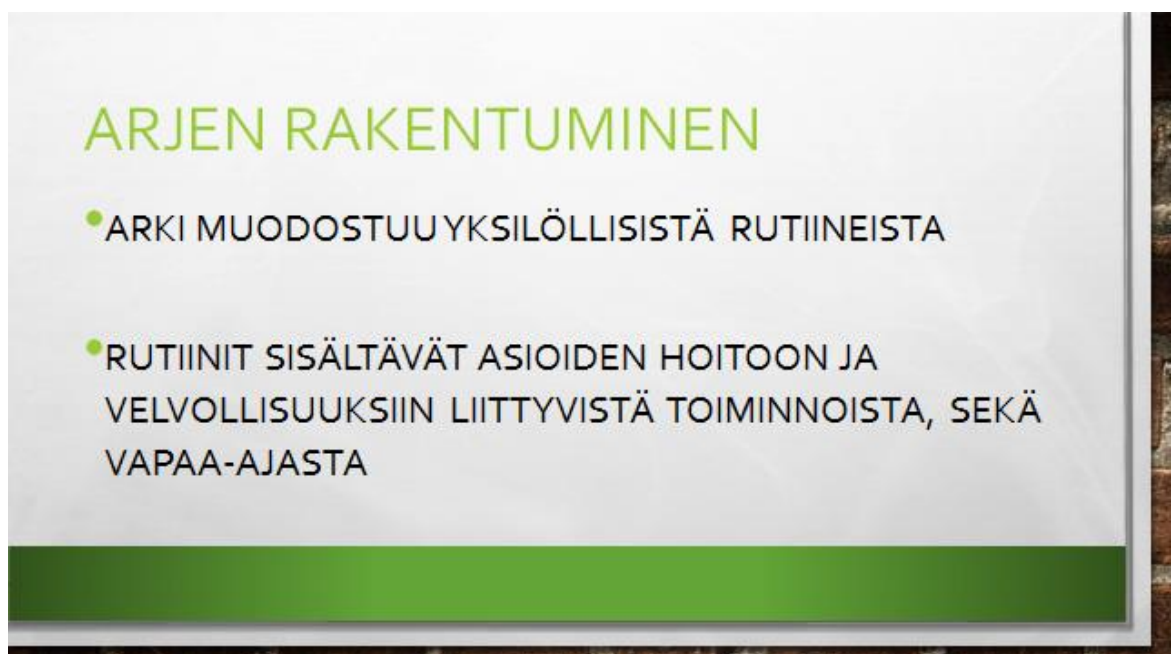 ARJEN RAKENTUMINEN
•ARKI MUODOSTUU YKSILÖLLISISTÄ RUTIINEISTA
•RUTIINIT SISÄLTÄVÄT ASIOIDEN HOITOON JA
VELVOLLISUUKSIIN LIITTYVISTÄ TOIMINNOISTA, SEKÄ
VAPAA-AJASTA